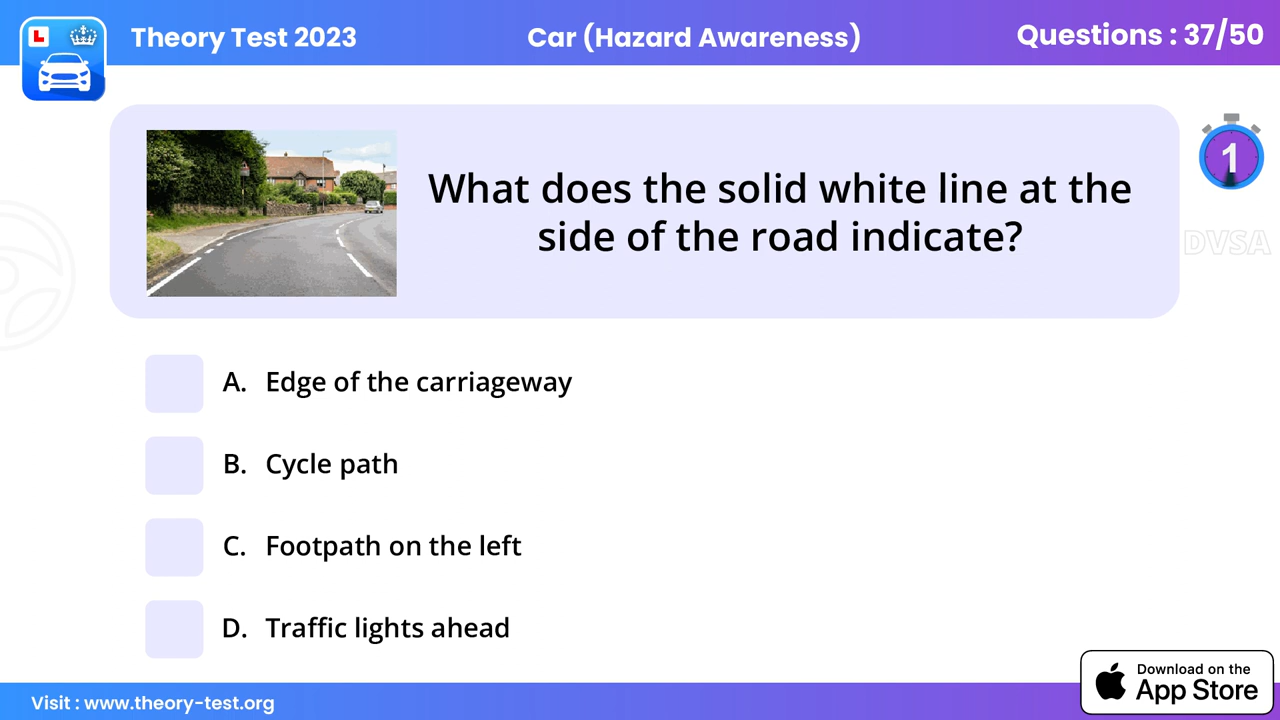 L
Theory Test 2023
Car (Hazard Awareness)
Questions : 37/50
What does the solid white line at the
side of the road indicate?
1
DVSA
A. Edge of the carriageway
B. Cycle path
C. Footpath on the left
D. Traffic lights ahead
Visit : www.theory-test.org
Download on the
App Store